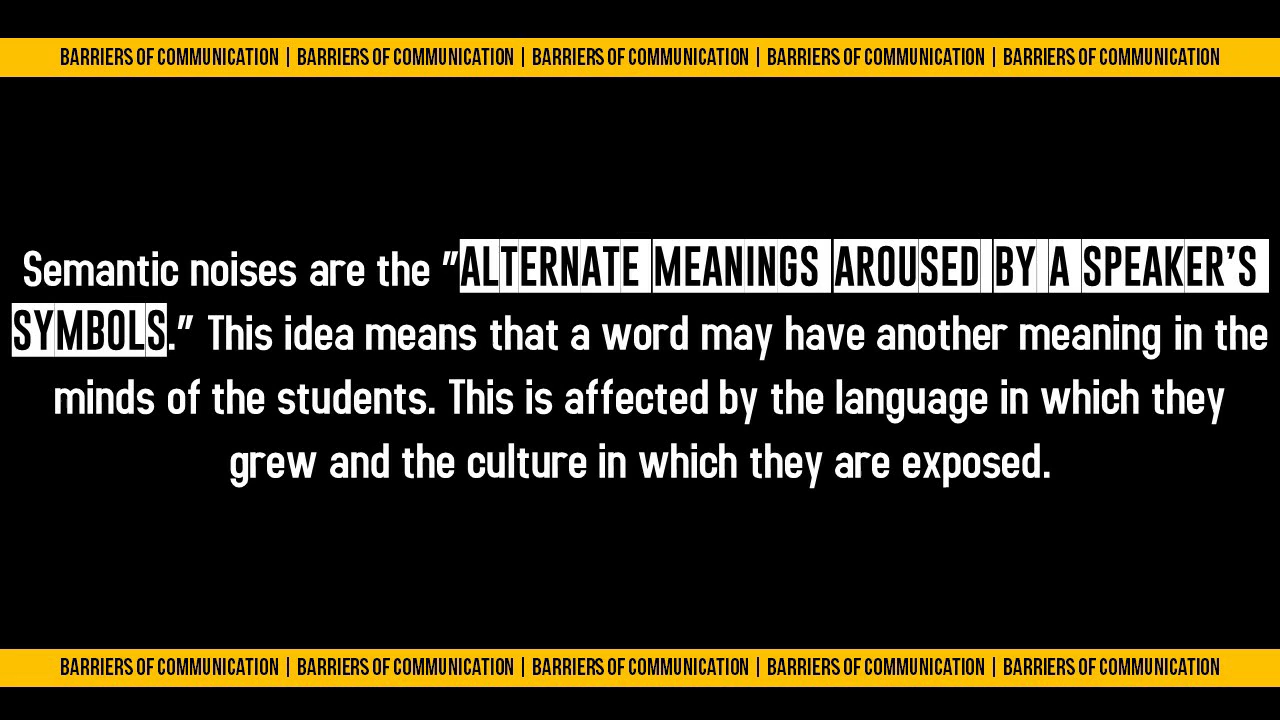 BARRIERS OF COMMUNICATION | BARRIERS OF COMMUNICATION | BARRIERS OF COMMUNICATION | BARRIERS OF COMMUNICATION | BARRIERS OF COMMUNICATION
Semantic noises are the "ALTERNATE MEANINGS AROUSED BY A SPEAKER'S
SYMBOLS." This idea means that a word may have another meaning in the
minds of the students. This is affected by the language in which they
grew and the culture in which they are exposed.
BARRIERS OF COMMUNICATION | BARRIERS OF COMMUNICATION | BARRIERS OF COMMUNICATION | BARRIERS OF COMMUNICATION | BARRIERS OF COMMUNICATION